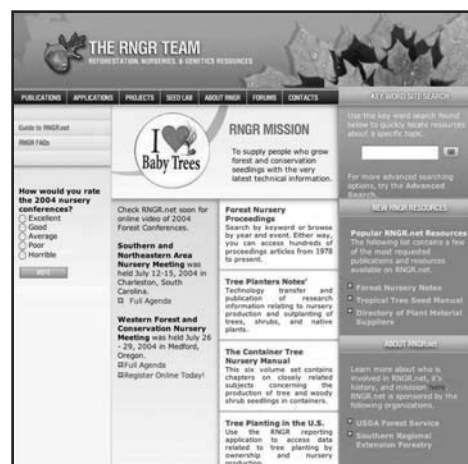 THE RNGR TEAM
REFORESTATION, NURSERIES, & GENETICS RESOURCES
PUBLICATIONS
APPLICATIONS
PROJECTS
SEED LAB
ABOUT RNGR
FORUMS
CONTACTS
Guide to RNGR.net
RNGR FAQs
How would you rate
the 2004 nursery
conferences?
Excellent
Good
Average
Poor
Horrible
VOTE
I
Baby Trees
RNGR MISSION
To supply people who grow
forest and conservation
seedlings with the very
latest technical information.
Check RNGR.net soon for
online video of 2004
Forest Conferences.
Southern and
Northeastern Area
Nursery Meeting was
held July 12-15, 2004 in
Charleston, South
Carolina.
Full Agenda
Western Forest and
Conservation Nursery
Meeting was held July 26
- 29, 2004 in Medford,
Oregon.
Full Agenda
Register Online Today!
Forest Nursery
Proceedings
Search by keyword or browse
by year and event. Either way,
you can access hundreds of
proceedings articles from 1978
to present.
Tree Planters Notes'
Technology transfer and
publication of research
information relating to nursery
production and outplanting of
trees, shrubs, and native
plants.
The Container Tree
Nursery Manual
This six volume set contains
chapters on closely related
subjects concerning the
production of tree and woody
shrub seedlings in containers.
Tree Planting in the U.S.
Use the RNGR reporting
application to access data
related to tree planting by
ownership and nursery
production.
KEY WORD SITE SEARCH
Use the key word search found
below to quickly locate resources
about a specific topic.
For more advanced searching
options, try the Advanced
Search.
NEW RNGR RESOURCES
Popular RNGR.net Resources
The following list contains a few
of the most requested
publications and resources
available on RNGR.net.
Forest Nursery Notes
Tropical Tree Seed Manual
Directory of Plant Material
Suppliers
ABOUT RNGR.net
Learn more about who is
involved in RNGR.net, it's
history, and mission here.
RNGR.net is sponsored by the
following organizations.
USDA Forest Service
Southern Regional
Extension Forestry